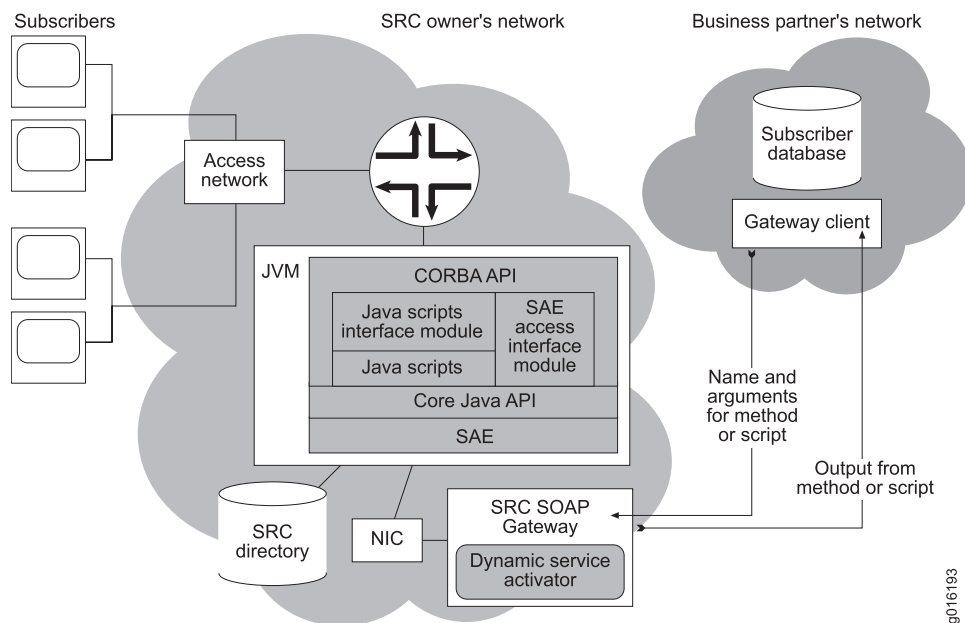 Subscribers
SRC owner's network
Business partner's network
Subscriber
database
Gateway client
Access
network
JVM
CORBA API
Java scripts
interface module
SAE
access
interface
module
Java scripts
Core Java API
SAE
Name and
arguments
for method
or script
Output from
method or script
SRC
directory
NIC
SRC SOAP
Gateway
Dynamic service
activator
g016193